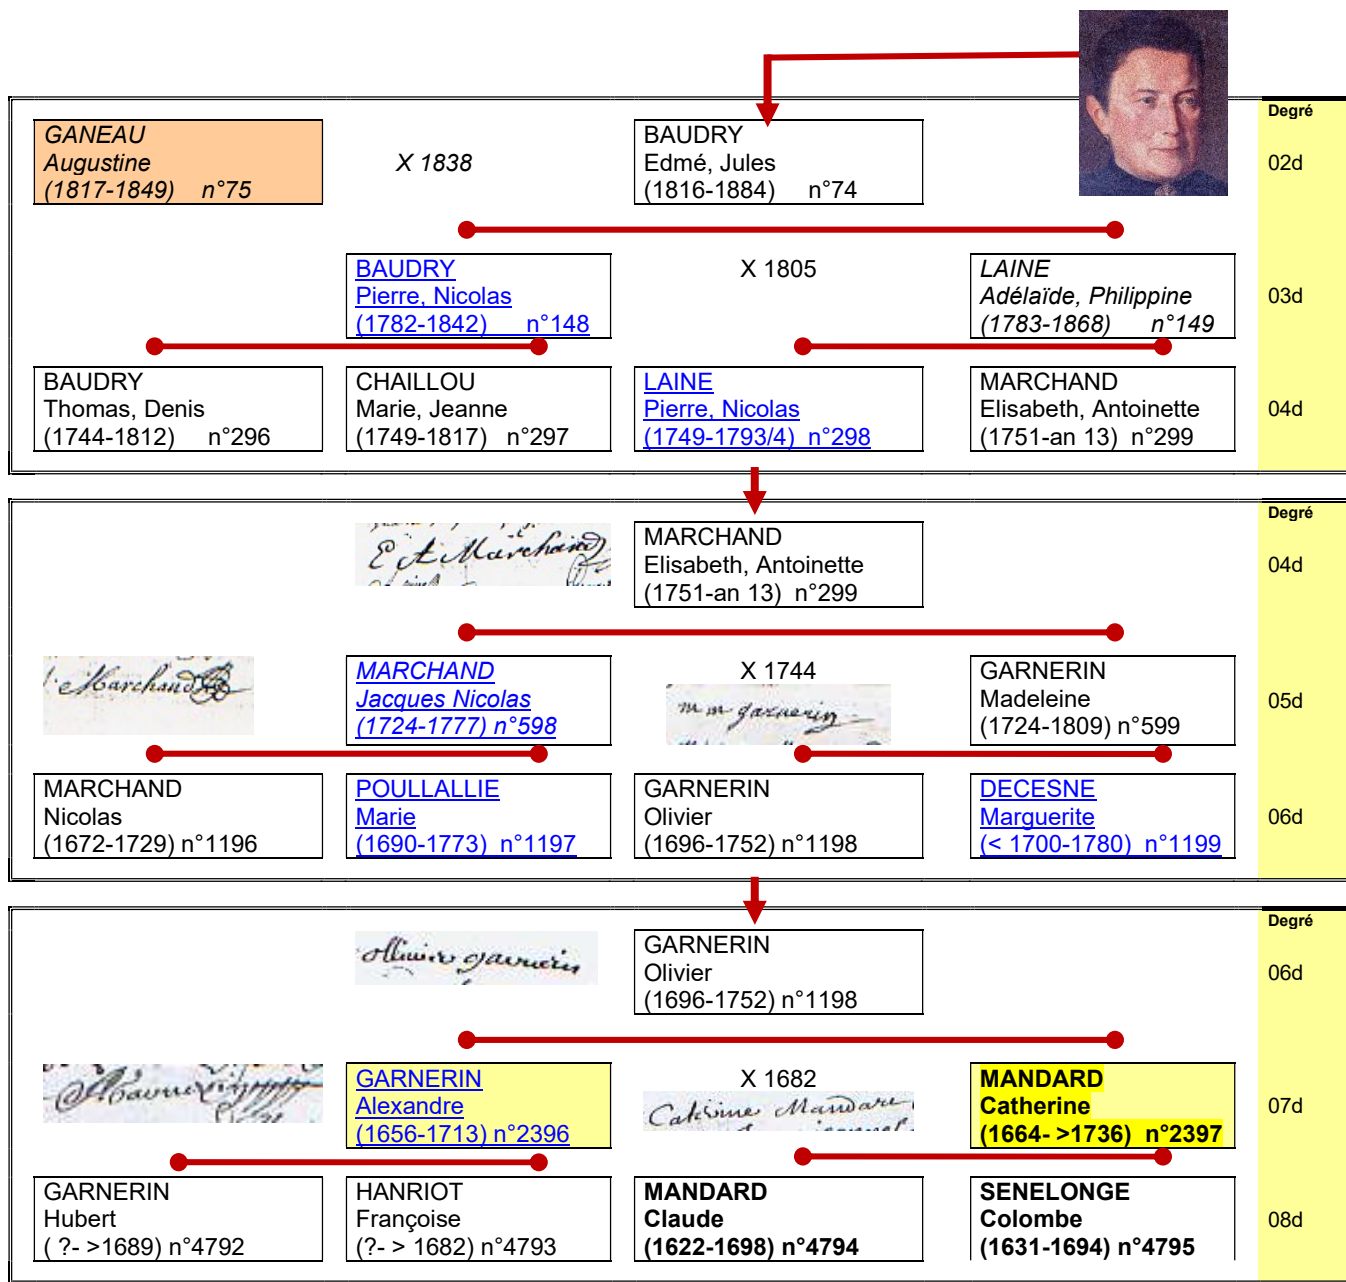 Degré
GANEAU
Augustine
(1817-1849) n°75
X 1838
BAUDRY
Edmé, Jules
(1816-1884) n°74
02d
BAUDRY
Pierre, Nicolas
(1782-1842) n°148
X 1805
LAINE
Adélaïde, Philippine
(1783-1868) n°149
03d
BAUDRY
Thomas, Denis
(1744-1812) n°296
CHAILLOU
Marie, Jeanne
(1749-1817) n°297
LAINE
Pierre, Nicolas
(1749-1793/4) n°298
MARCHAND
Elisabeth, Antoinette
(1751-an 13) n°299
04d
Degré
E A Marchand
MARCHAND
Elisabeth, Antoinette
(1751-an 13) n°299
04d
Marchand
MARCHAND
Jacques Nicolas
(1724-1777) n°598
X 1744
m m garnerin
GARNERIN
Madeleine
(1724-1809) n°599
05d
MARCHAND
Nicolas
(1672-1729) n°1196
POULLALLIE
Marie
(1690-1773) n°1197
GARNERIN
Olivier
(1696-1752) n°1198
DECESNE
Marguerite
(< 1700-1780) n°1199
06d
Degré
ollivier garnerin
GARNERIN
Olivier
(1696-1752) n°1198
06d
GARNERIN
Alexandre
(1656-1713) n°2396
X 1682
Caterine Mandare
MANDARD
Catherine
(1664- >1736) n°2397
07d
GARNERIN
Hubert
( ?- >1689) n°4792
HANRIOT
Françoise
(?- > 1682) n°4793
MANDARD
Claude
(1622-1698) n°4794
SENELONGE
Colombe
(1631-1694) n°4795
08d